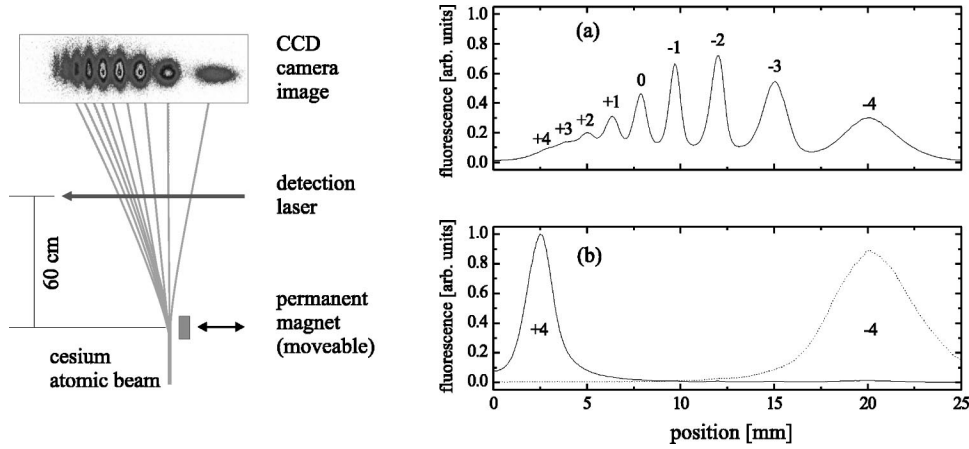 CCD
camera
image
detection
laser
60 cm
permanent
magnet
(moveable)
cesium
atomic beam
fluorescence [arb. units]
1.0
0.8
0.6
0.4
0.2
0.0
(a)
+4
+3
+2
+1
0
-1
-2
-3
-4
fluorescence [arb. units]
1.0
0.8
0.6
0.4
0.2
0.0
(b)
+4
-4
0
5
10
15
20
25
position [mm]